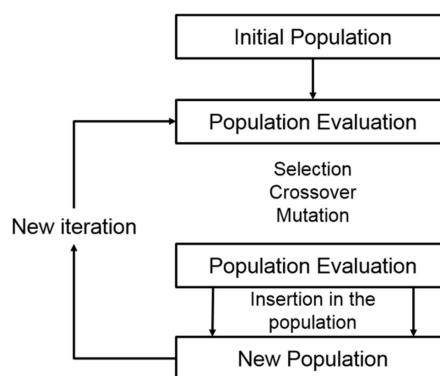 Initial Population
Population Evaluation
Selection
Crossover
Mutation
New iteration
Population Evaluation
Insertion in the
population
New Population